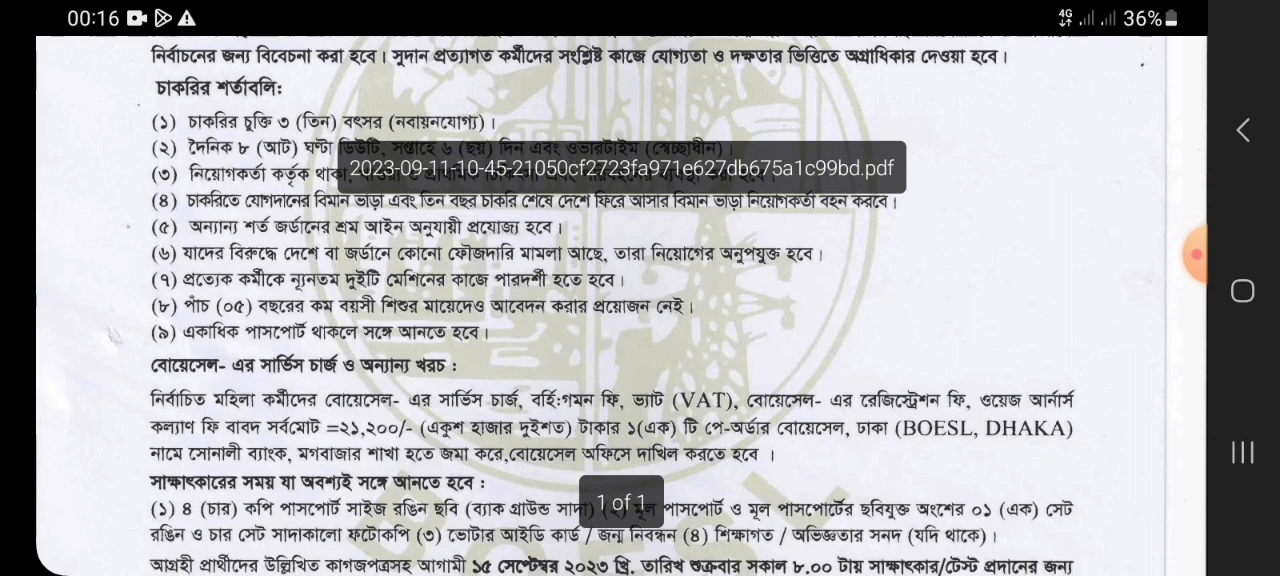 00:16
4G
36%
নির্বাচনের জন্য বিবেচনা করা হবে। সুদান প্রত্যাগত কর্মীদের সংশ্লিষ্ট কাজে যোগ্যতা ও দক্ষতার ভিত্তিতে অগ্রাধিকার দেওয়া হবে।
চাকরির শর্তাবলি:
(১) চাকরির চুক্তি ৩ (তিন) বৎসর (নবায়নযোগ্য)।
(২) দৈনিক ৮ (আট) ঘণ্টা ডিউটি, সপ্তাহে ৬ (ছয়) দিন এবং ওভারটাইম (স্বেচ্ছাধীন)।
2023-09-11-10-45-21050cf2723fa971e627db675a1c99bd.pdf
(৩) নিয়োগকর্তা কর্তৃক থাকা,
(৪) চাকরিতে যোগদানের বিমান ভাড়া এবং তিন বছর চাকরি শেষে দেশে ফিরে আসার বিমান ভাড়া নিয়োগকর্তা বহন করবে।
(৫) অন্যান্য শর্ত জর্ডানের শ্রম আইন অনুযায়ী প্রযোজ্য হবে।
(৬) যাদের বিরুদ্ধে দেশে বা জর্ডানে কোনো ফৌজদারি মামলা আছে, তারা নিয়োগের অনুপযুক্ত হবে।
(৭) প্রত্যেক কর্মীকে ন্যূনতম দুইটি মেশিনের কাজে পারদর্শী হতে হবে।
(৮) পাঁচ (০৫) বছরের কম বয়সী শিশুর মায়েদেও আবেদন করার প্রয়োজন নেই।
(৯) একাধিক পাসপোর্ট থাকলে সঙ্গে আনতে হবে।
বোয়েসেল- এর সার্ভিস চার্জ ও অন্যান্য খরচ :
নির্বাচিত মহিলা কর্মীদের বোয়েসেল- এর সার্ভিস চার্জ, বর্হি:গমন ফি, ভ্যাট (VAT), বোয়েসেল- এর রেজিস্ট্রেশন ফি, ওয়েজ আর্নার্স
কল্যাণ ফি বাবদ সর্বমোট =২১,২০০/- (একুশ হাজার দুইশত) টাকার ১(এক) টি পে-অর্ডার বোয়েসেল, ঢাকা (BOESL, DHAKA)
নামে সোনালী ব্যাংক, মগবাজার শাখা হতে জমা করে,বোয়েসেল অফিসে দাখিল করতে হবে ।
সাক্ষাৎকারের সময় যা অবশ্যই সঙ্গে আনতে হবে :
(১) ৪ (চার) কপি পাসপোর্ট সাইজ রঙিন ছবি (ব্যাক গ্রাউন্ড সাদা) (২) মূল পাসপোর্ট ও মূল পাসপোর্টের ছবিযুক্ত অংশের ০১ (এক) সেট
1 of 1
রঙিন ও চার সেট সাদাকালো ফটোকপি (৩) ভোটার আইডি কার্ড / জন্ম নিবন্ধন (৪) শিক্ষাগত / অভিজ্ঞতার সনদ (যদি থাকে)।
আগ্রহী প্রার্থীদের উল্লিখিত কাগজপত্রসহ আগামী ১৫ সেপ্টেম্বর ২০২৩ খ্রি. তারিখ শুক্রবার সকাল ৮.০০ টায় সাক্ষাৎকার/টেস্ট প্রদানের জন্য
BOESL